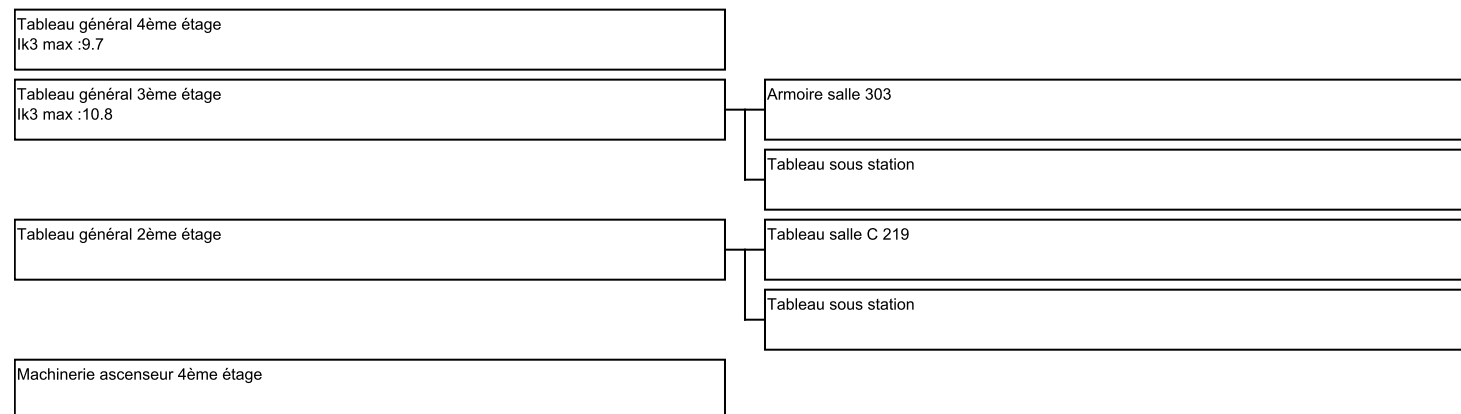 Tableau général 4ème étage
Ik3 max :9.7
Tableau général 3ème étage
Ik3 max :10.8
Armoire salle 303
Tableau sous station
Tableau général 2ème étage
Tableau salle C 219
Tableau sous station
Machinerie ascenseur 4ème étage